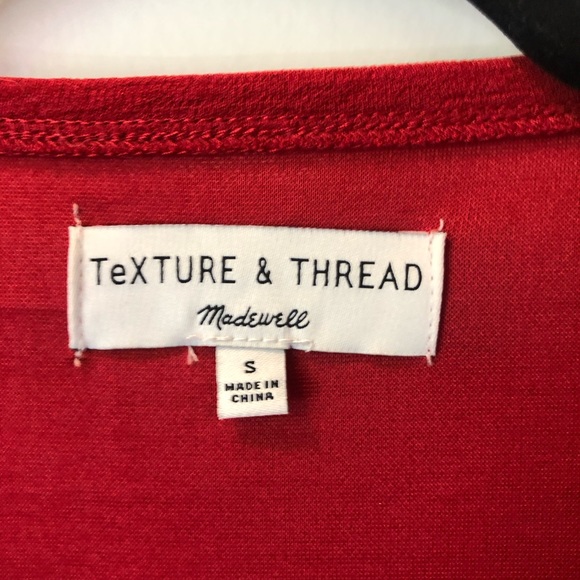 TeXTURE & THREAD
Madewell
S
MADE IN
CHINA